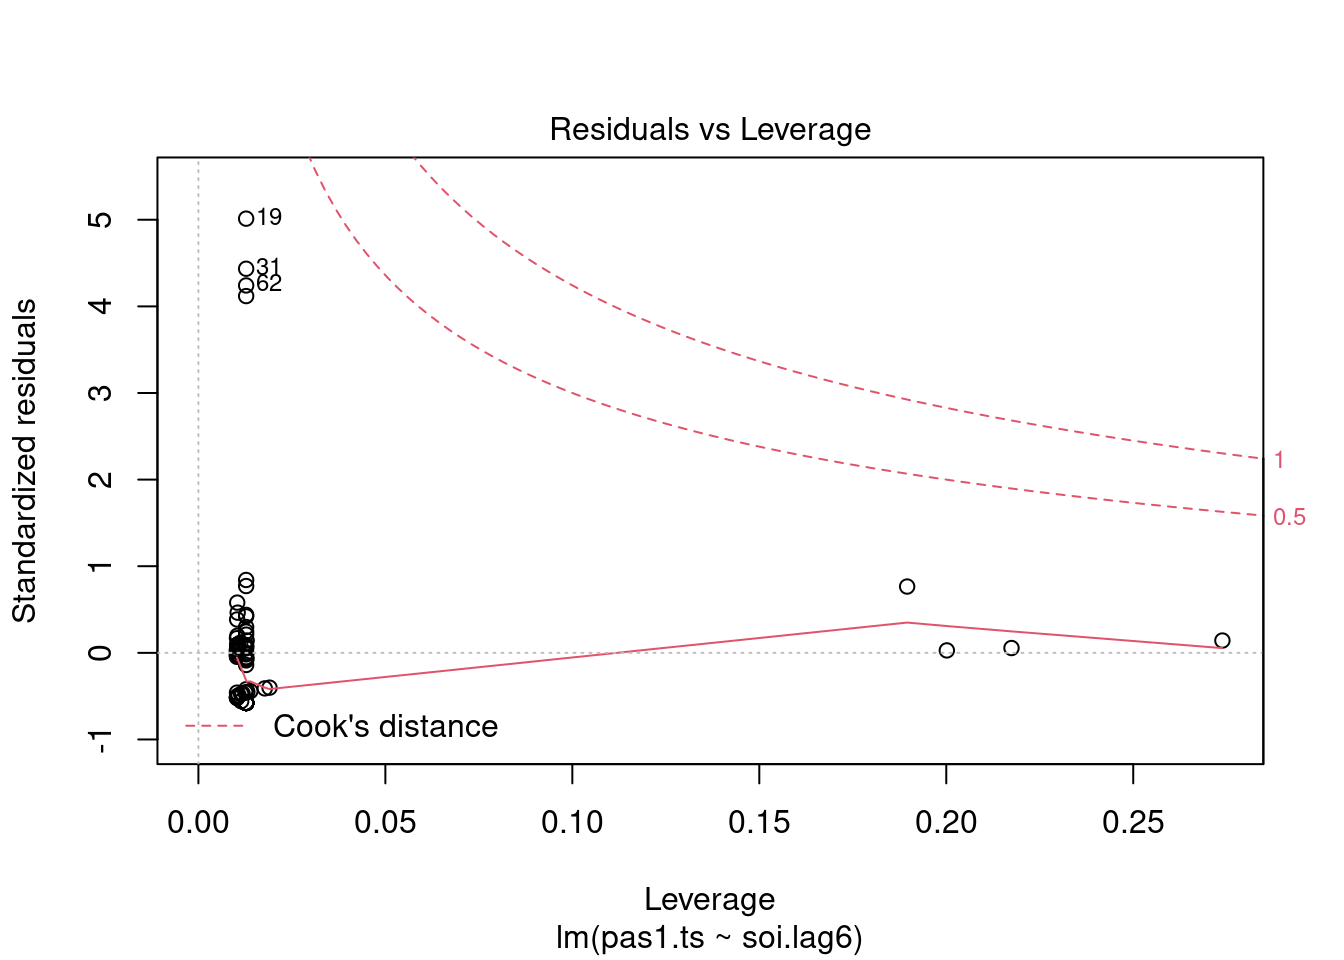 Residuals vs Leverage
Standardized residuals
5
4
3
2
1
0
-1
19
31
62
1
0.5
Cook's distance
0.00 0.05 0.10 0.15 0.20 0.25
Leverage
lm(pas1.ts ~ soi.lag6)